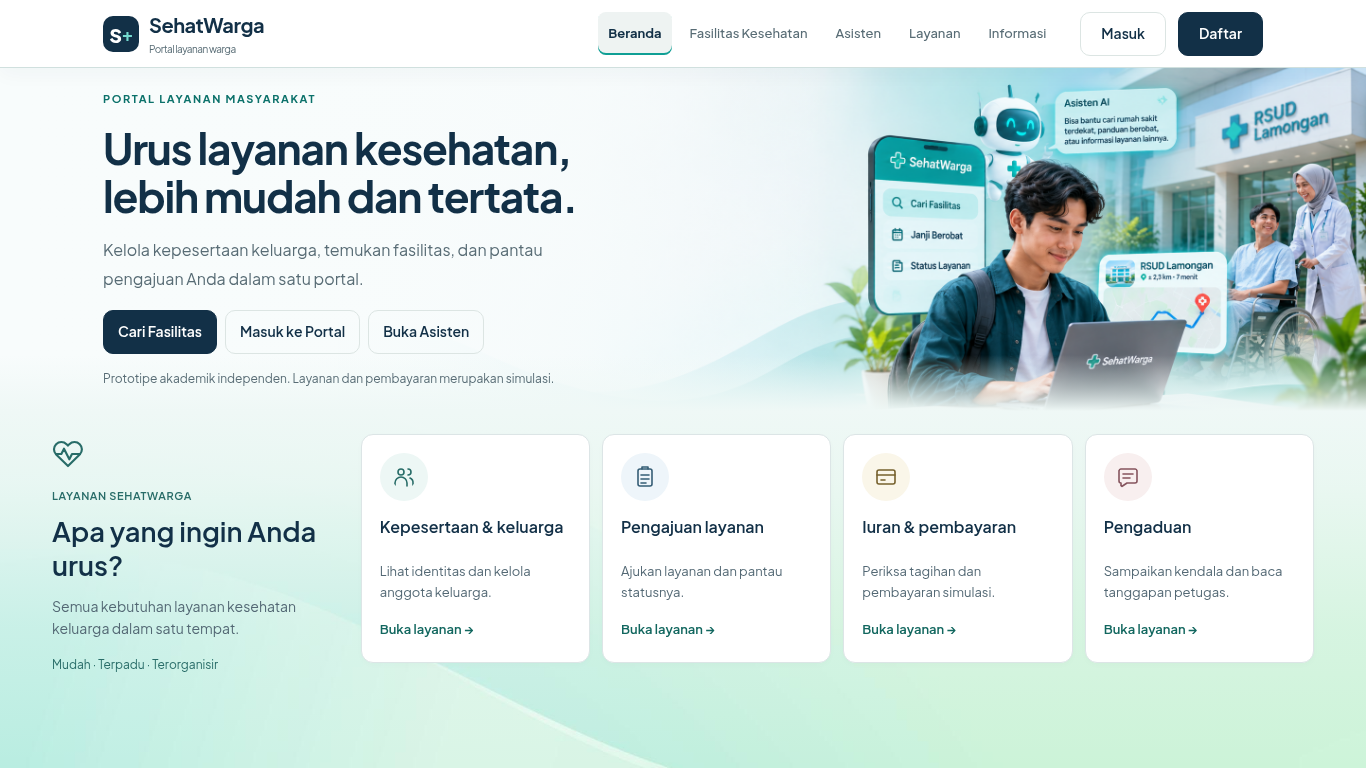 S+
SehatWarga
Portal layanan warga
Beranda
Fasilitas Kesehatan
Asisten
Layanan
Informasi
Masuk
Daftar
PORTAL LAYANAN MASYARAKAT
Urus layanan kesehatan,
lebih mudah dan tertata.
Kelola kepesertaan keluarga, temukan fasilitas, dan pantau
pengajuan Anda dalam satu portal.
Cari Fasilitas
Masuk ke Portal
Buka Asisten
Prototipe akademik independen. Layanan dan pembayaran merupakan simulasi.
SehatWarga
Cari Fasilitas
Janji Berobat
Status Layanan
Asisten AI
Bisa bantu cari rumah sakit
terdekat, panduan berobat,
atau informasi layanan lainnya.
RSUD
Lamongan
RSUD Lamongan
± 2,3 km • 7 menit
SehatWarga
LAYANAN SEHATWARGA
Apa yang ingin Anda
urus?
Semua kebutuhan layanan kesehatan
keluarga dalam satu tempat.
Mudah · Terpadu · Terorganisir
Kepesertaan & keluarga
Lihat identitas dan kelola
anggota keluarga.
Buka layanan →
Pengajuan layanan
Ajukan layanan dan pantau
statusnya.
Buka layanan →
Iuran & pembayaran
Periksa tagihan dan
pembayaran simulasi.
Buka layanan →
Pengaduan
Sampaikan kendala dan baca
tanggapan petugas.
Buka layanan →